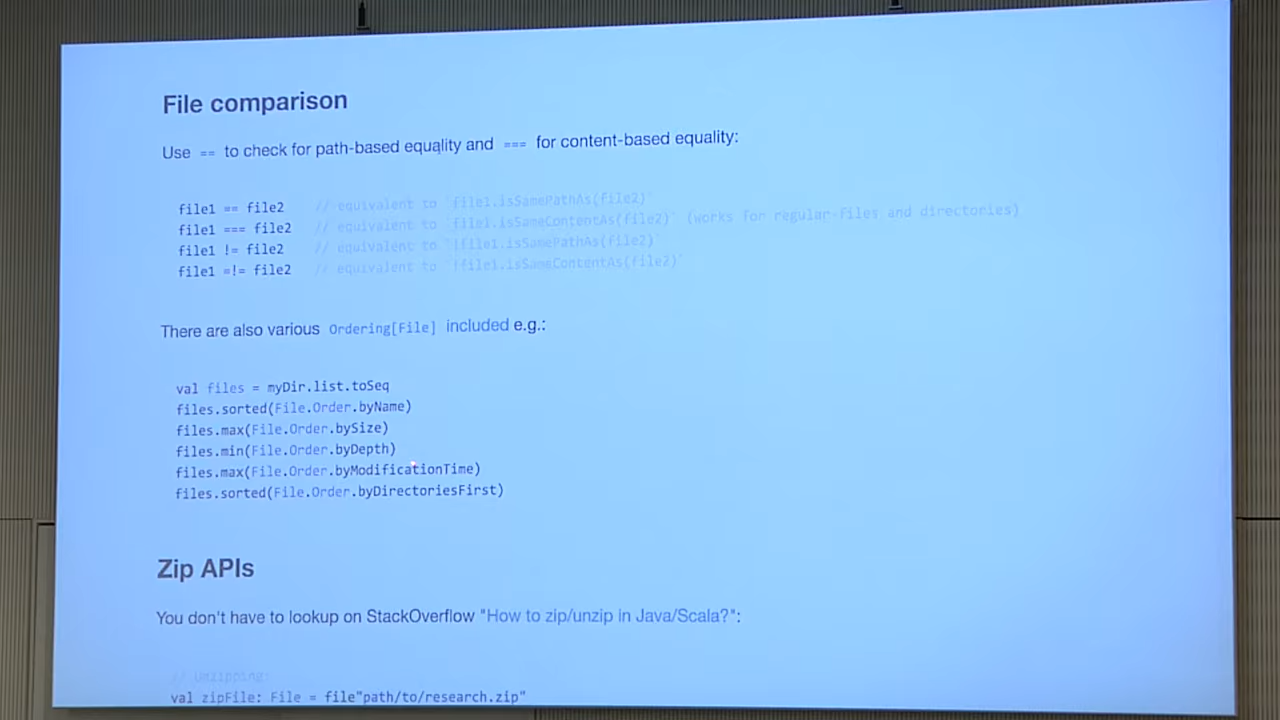 File comparison
Use == to check for path-based equality and === for content-based equality:
file1 == file2 // equivalent to `file1.isSamePathAs(file2)`
file1 === file2 // equivalent to `file1.isSameContentAs(file2)` (works for regular-files and directories)
file1 != file2 // equivalent to `!file1.isSamePathAs(file2)`
file1 =!= file2 // equivalent to `!file1.isSameContentAs(file2)`
There are also various Ordering[File] included e.g.:
val files = myDir.list.toSeq
files.sorted(File.Order.byName)
files.max(File.Order.bySize)
files.min(File.Order.byDepth)
files.max(File.Order.byModificationTime)
files.sorted(File.Order.byDirectoriesFirst)
Zip APIs
You don't have to lookup on StackOverflow "How to zip/unzip in Java/Scala?":
// Unzipping:
val zipFile: File = file"path/to/research.zip"